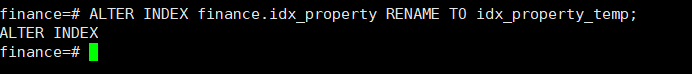 finance=# ALTER INDEX finance.idx_property RENAME TO idx_property_temp;
ALTER INDEX
finance=#